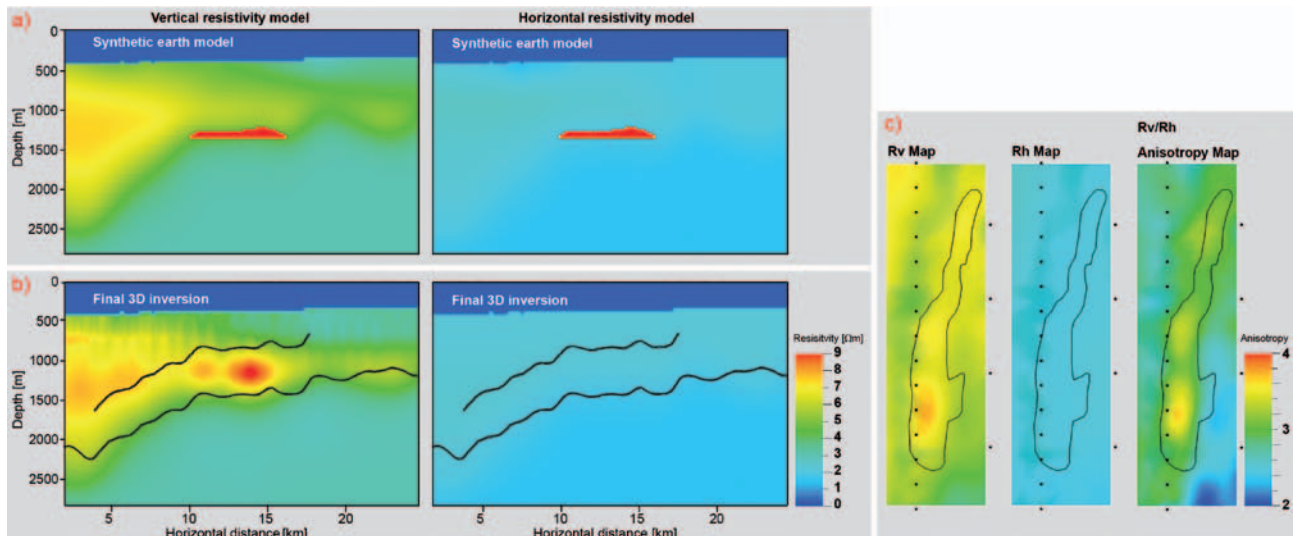 a)
Vertical resistivity model
Horizontal resistivity model
Synthetic earth model
Synthetic earth model
0
500
1000
1500
2000
2500
Depth [m]
b)
Final 3D inversion
Final 3D inversion
0
500
1000
1500
2000
2500
Depth [m]
5
10
15
20
Horizontal distance [km]
5
10
15
20
Horizontal distance [km]
Resisitvity [Ωm]
9
8
7
6
5
4
3
2
1
0
c)
Rv Map
Rh Map
Rv/Rh
Anisotropy Map
Anisotropy
4
3
2